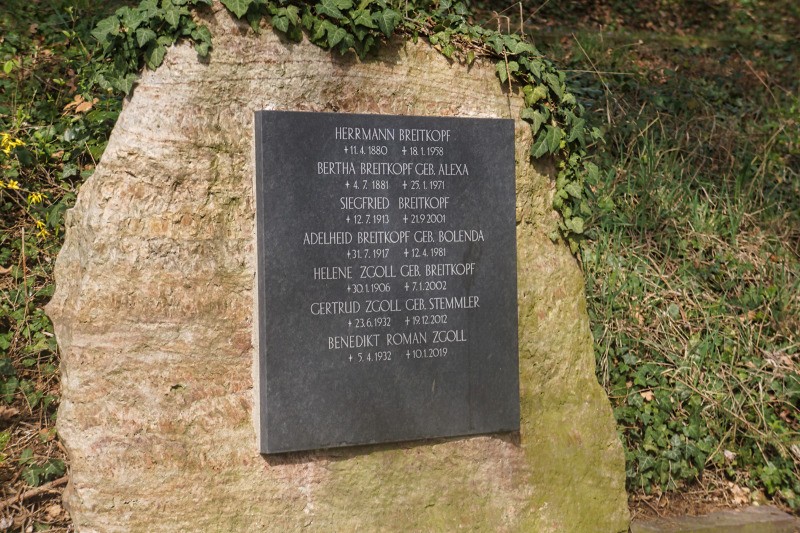 HERRMANN BREITKOPF
+11.4.1880 +18.1.1958
BERTHA BREITKOPF GEB. ALEXA
+4.7.1881 +25.1.1971
SIEGFRIED BREITKOPF
+12.7.1913 +21.9.2001
ADELHEID BREITKOPF GEB. BOLENDA
+31.7.1917 +12.4.1981
HELENE ZGOLL GEB. BREITKOPF
+30.1.1906 +7.1.2002
GERTRUD ZGOLL GEB. STEMMLER
+23.6.1932 +19.12.2012
BENEDIKT ROMAN ZGOLL
+5.4.1932 +10.1.2019